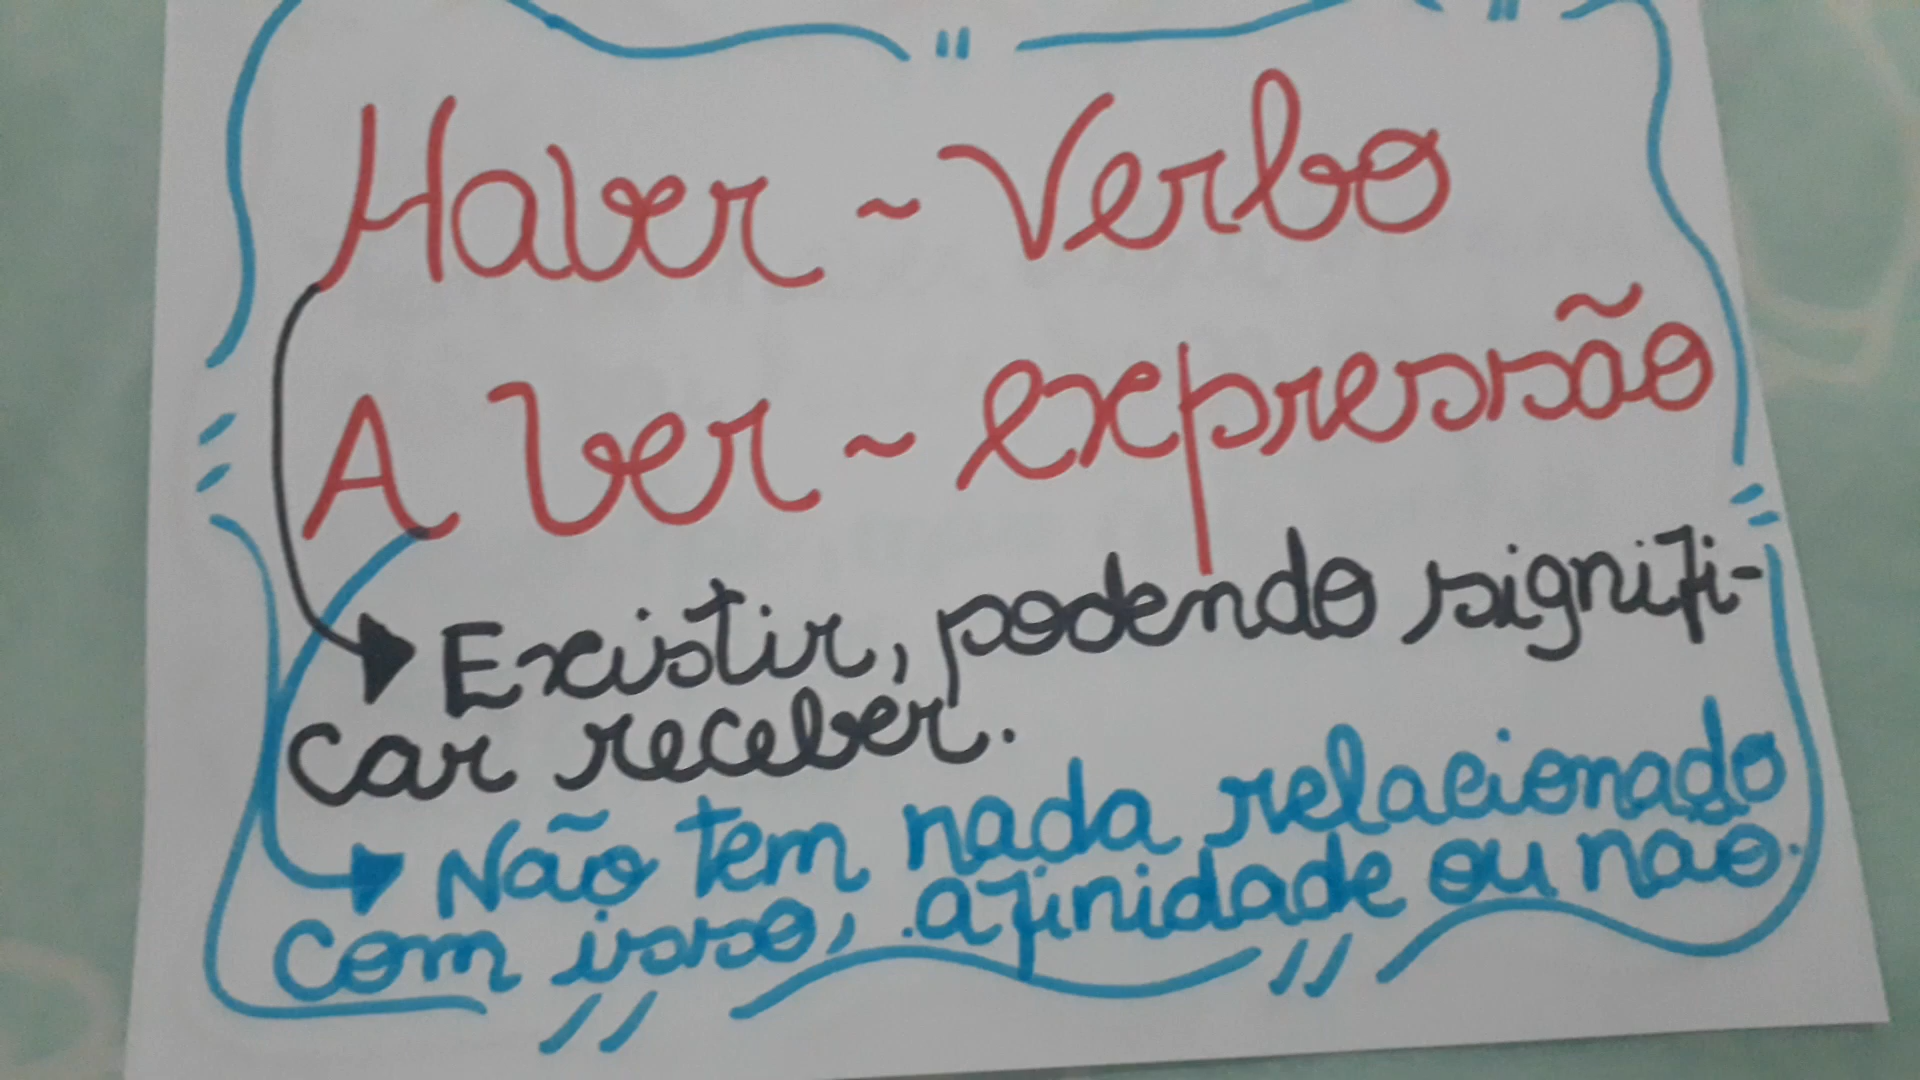 Haver ~ Verbo
A ver ~ expressão
Existir, podendo signifi-
car receber.
Não tem nada relacionado
com isso, afinidade ou não.